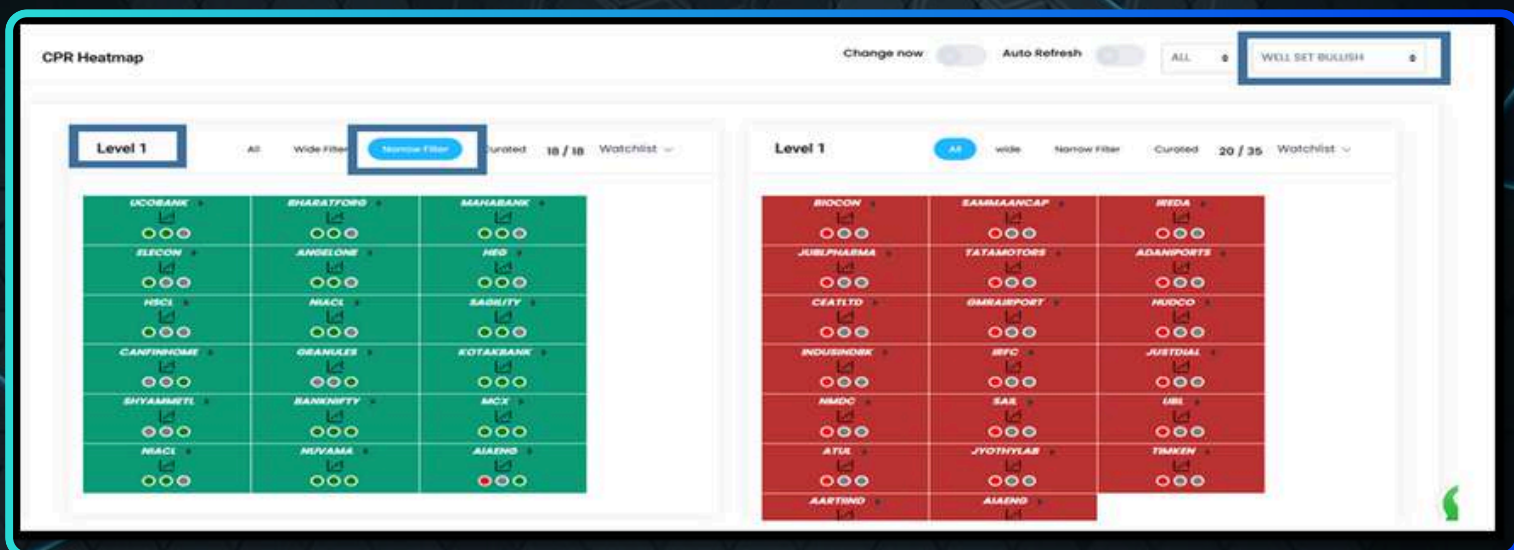 CPR Heatmap
Change now
Auto Refresh
ALL
WELL SET BULLISH
Level 1
All
Wide Filter
Narrow Filter
Curated
18 / 18
Watchlist
UCOBANK BHARATFORG MAHABANK
ELECON ANGELONE HEG
HSCL NIACL SAGILITY
CANFINHOME GRANULES KOTAKBANK
SHYAMMETL BANKNIFTY MCX
NIACL NUVAMA AIAENG
Level 1
All
wide
Narrow Filter
Curated
20 / 35
Watchlist
BIOCON SAMMAANCAP IREDA
JUBLPHARMA TATAMOTORS ADANIPORTS
CEATLTD GMRAIRPORT HUDCO
INDUSINDBK IRFC JUSTDIAL
NMDC SAIL UBL
ATUL JYOTHYLAB TIMKEN
AARTIIND AIAENG